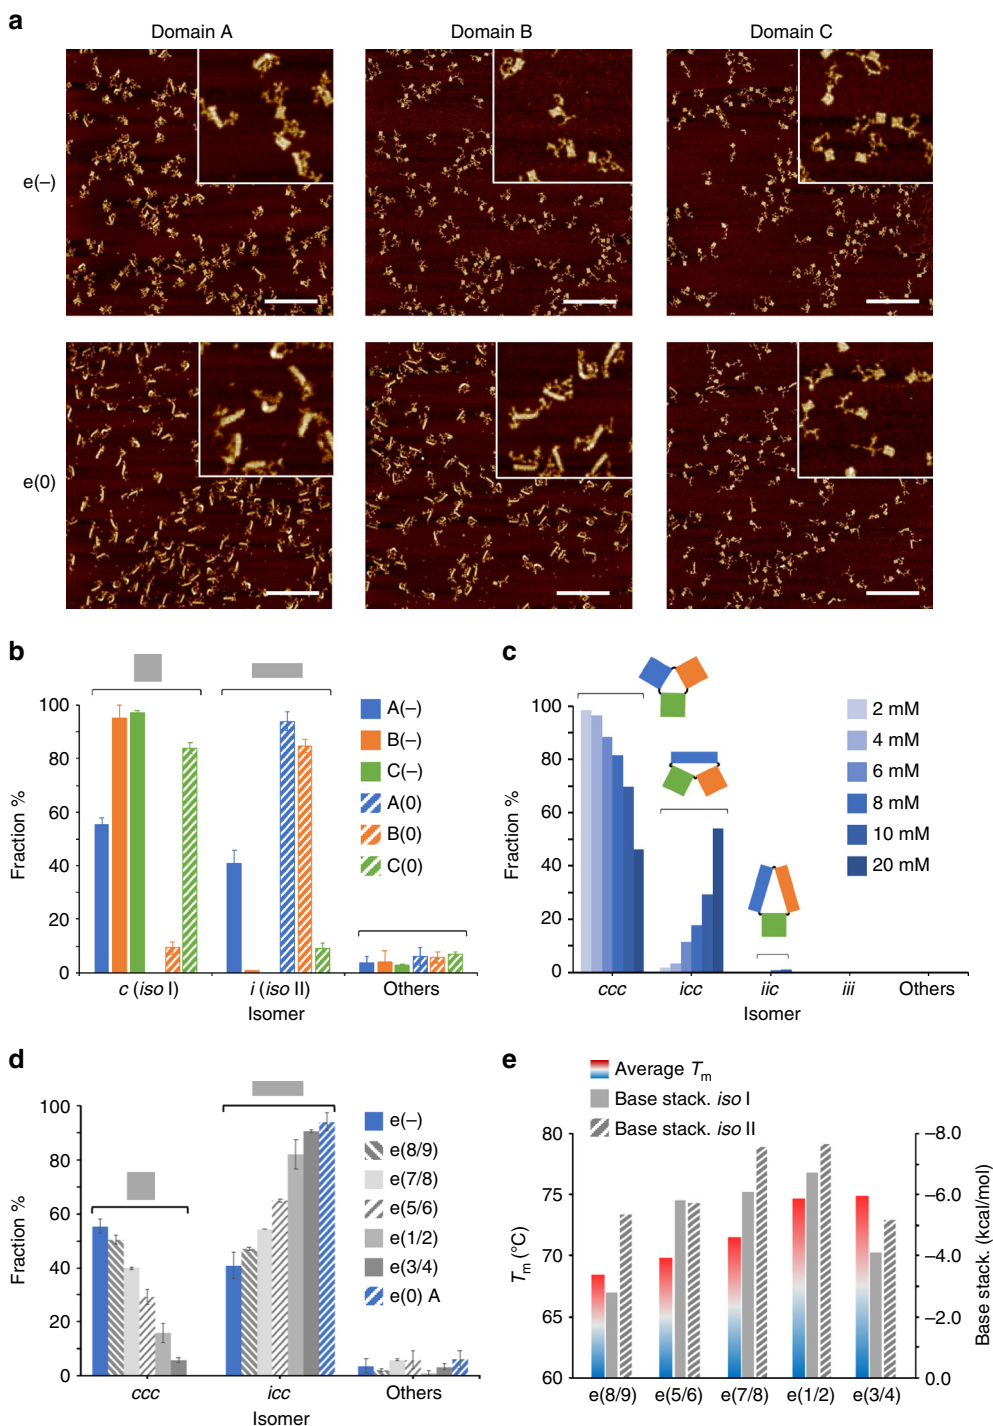 a
Domain A
Domain B
Domain C
e(–)
e(0)
b
Fraction %
100
80
60
40
20
0
c (iso I)
i (iso II)
Others
Isomer
A(–)
B(–)
C(–)
A(0)
B(0)
C(0)
c
Fraction %
100
80
60
40
20
0
ccc
icc
iic
iii
Others
Isomer
2 mM
4 mM
6 mM
8 mM
10 mM
20 mM
d
Fraction %
100
80
60
40
20
0
ccc
icc
Others
Isomer
e(–)
e(8/9)
e(7/8)
e(5/6)
e(1/2)
e(3/4)
e(0) A
e
Average Tm
Base stack. iso I
Base stack. iso II
Tm (°C)
80
75
70
65
60
e(8/9)
e(5/6)
e(7/8)
e(1/2)
e(3/4)
–8.0
–6.0
–4.0
–2.0
0.0
Base stack. (kcal/mol)